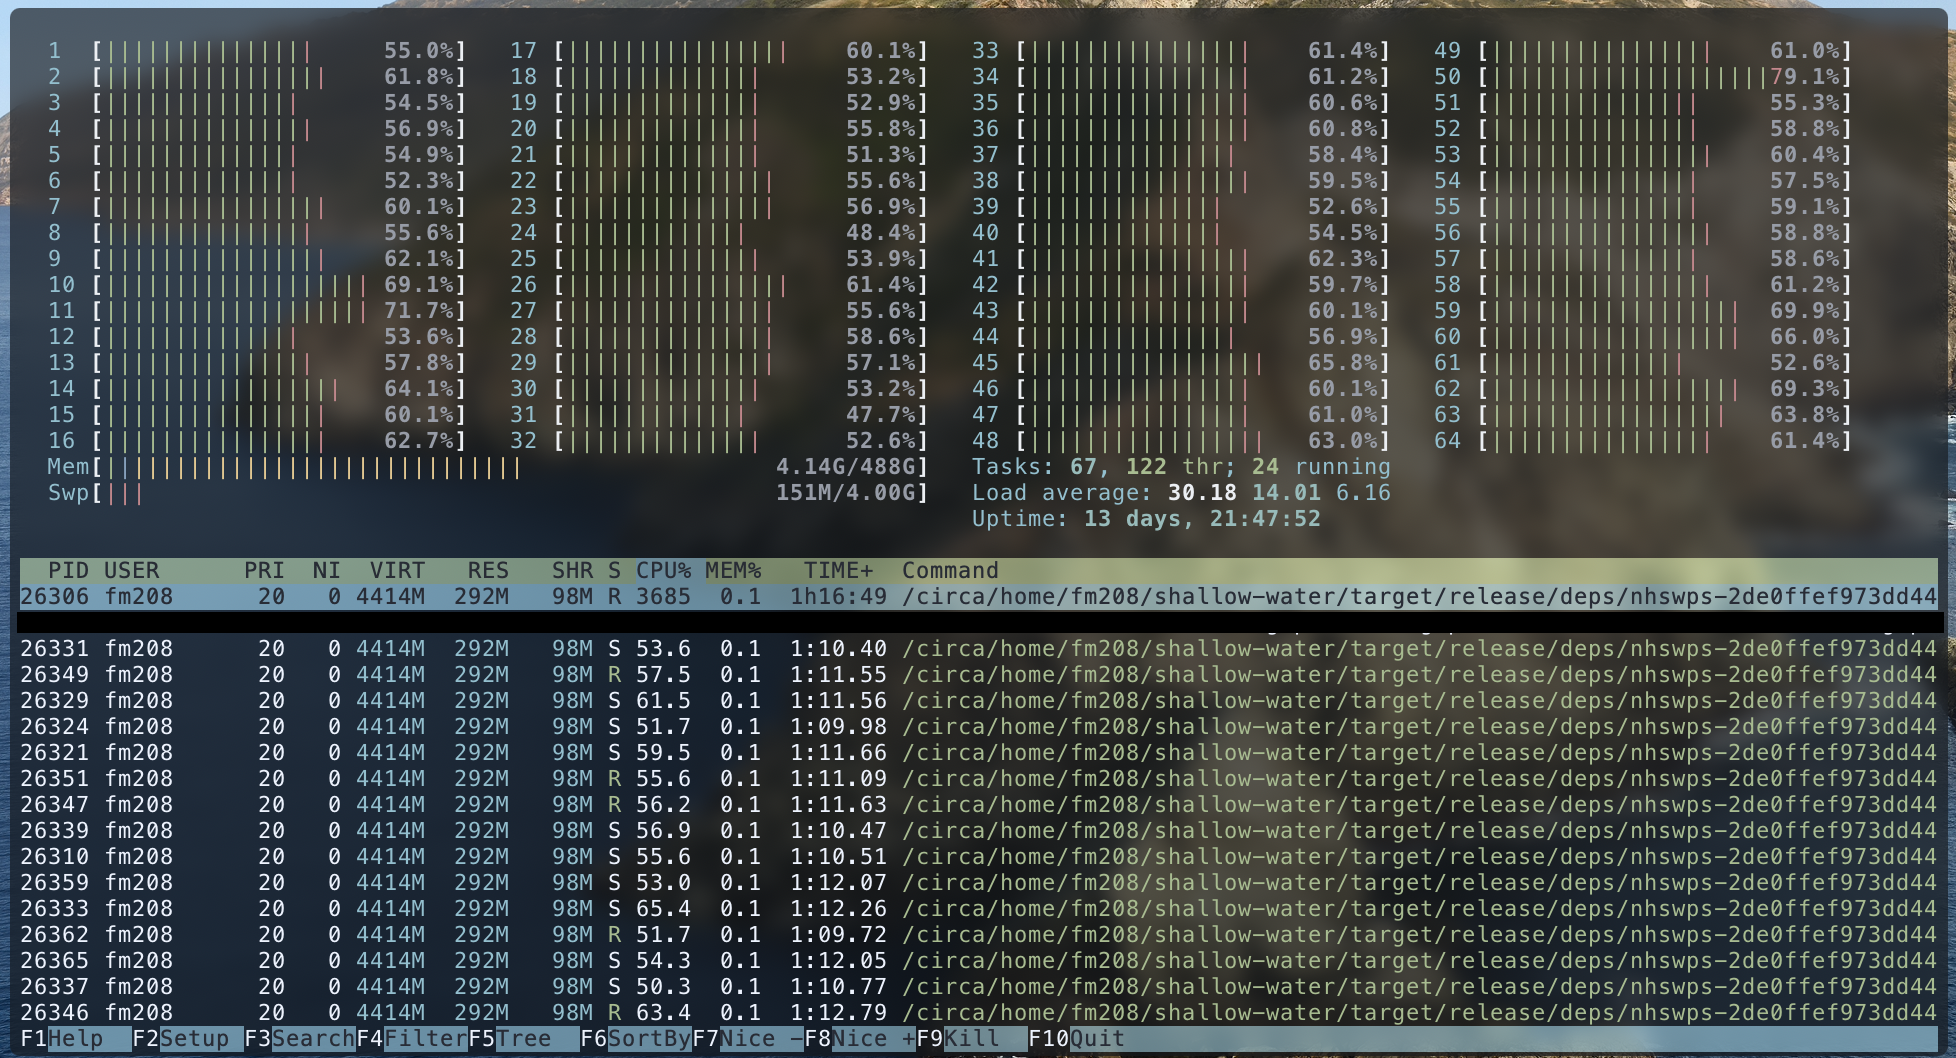 1 [ 55.0%] 17 [ 60.1%] 33 [ 61.4%] 49 [ 61.0%]
2 [ 61.8%] 18 [ 53.2%] 34 [ 61.2%] 50 [ 79.1%]
3 [ 54.5%] 19 [ 52.9%] 35 [ 60.6%] 51 [ 55.3%]
4 [ 56.9%] 20 [ 55.8%] 36 [ 60.8%] 52 [ 58.8%]
5 [ 54.9%] 21 [ 51.3%] 37 [ 58.4%] 53 [ 60.4%]
6 [ 52.3%] 22 [ 55.6%] 38 [ 59.5%] 54 [ 57.5%]
7 [ 60.1%] 23 [ 56.9%] 39 [ 52.6%] 55 [ 59.1%]
8 [ 55.6%] 24 [ 48.4%] 40 [ 54.5%] 56 [ 58.8%]
9 [ 62.1%] 25 [ 53.9%] 41 [ 62.3%] 57 [ 58.6%]
10 [ 69.1%] 26 [ 61.4%] 42 [ 59.7%] 58 [ 61.2%]
11 [ 71.7%] 27 [ 55.6%] 43 [ 60.1%] 59 [ 69.9%]
12 [ 53.6%] 28 [ 58.6%] 44 [ 56.9%] 60 [ 66.0%]
13 [ 57.8%] 29 [ 57.1%] 45 [ 65.8%] 61 [ 52.6%]
14 [ 64.1%] 30 [ 53.2%] 46 [ 60.1%] 62 [ 69.3%]
15 [ 60.1%] 31 [ 47.7%] 47 [ 61.0%] 63 [ 63.8%]
16 [ 62.7%] 32 [ 52.6%] 48 [ 63.0%] 64 [ 61.4%]
Mem[ 4.14G/488G] Tasks: 67, 122 thr; 24 running
Swp[ 151M/4.00G] Load average: 30.18 14.01 6.16
Uptime: 13 days, 21:47:52
PID USER PRI NI VIRT RES SHR S CPU% MEM% TIME+ Command
26306 fm208 20 0 4414M 292M 98M R 3685 0.1 1h16:49 /circa/home/fm208/shallow-water/target/release/deps/nhswps-2de0ffef973dd44
26331 fm208 20 0 4414M 292M 98M S 53.6 0.1 1:10.40 /circa/home/fm208/shallow-water/target/release/deps/nhswps-2de0ffef973dd44
26349 fm208 20 0 4414M 292M 98M R 57.5 0.1 1:11.55 /circa/home/fm208/shallow-water/target/release/deps/nhswps-2de0ffef973dd44
26329 fm208 20 0 4414M 292M 98M S 61.5 0.1 1:11.56 /circa/home/fm208/shallow-water/target/release/deps/nhswps-2de0ffef973dd44
26324 fm208 20 0 4414M 292M 98M S 51.7 0.1 1:09.98 /circa/home/fm208/shallow-water/target/release/deps/nhswps-2de0ffef973dd44
26321 fm208 20 0 4414M 292M 98M S 59.5 0.1 1:11.66 /circa/home/fm208/shallow-water/target/release/deps/nhswps-2de0ffef973dd44
26351 fm208 20 0 4414M 292M 98M R 55.6 0.1 1:11.09 /circa/home/fm208/shallow-water/target/release/deps/nhswps-2de0ffef973dd44
26347 fm208 20 0 4414M 292M 98M R 56.2 0.1 1:11.63 /circa/home/fm208/shallow-water/target/release/deps/nhswps-2de0ffef973dd44
26339 fm208 20 0 4414M 292M 98M S 56.9 0.1 1:10.47 /circa/home/fm208/shallow-water/target/release/deps/nhswps-2de0ffef973dd44
26310 fm208 20 0 4414M 292M 98M S 55.6 0.1 1:10.51 /circa/home/fm208/shallow-water/target/release/deps/nhswps-2de0ffef973dd44
26359 fm208 20 0 4414M 292M 98M S 53.0 0.1 1:12.07 /circa/home/fm208/shallow-water/target/release/deps/nhswps-2de0ffef973dd44
26333 fm208 20 0 4414M 292M 98M S 65.4 0.1 1:12.26 /circa/home/fm208/shallow-water/target/release/deps/nhswps-2de0ffef973dd44
26362 fm208 20 0 4414M 292M 98M R 51.7 0.1 1:09.72 /circa/home/fm208/shallow-water/target/release/deps/nhswps-2de0ffef973dd44
26365 fm208 20 0 4414M 292M 98M S 54.3 0.1 1:12.05 /circa/home/fm208/shallow-water/target/release/deps/nhswps-2de0ffef973dd44
26337 fm208 20 0 4414M 292M 98M S 50.3 0.1 1:10.77 /circa/home/fm208/shallow-water/target/release/deps/nhswps-2de0ffef973dd44
26346 fm208 20 0 4414M 292M 98M R 63.4 0.1 1:12.79 /circa/home/fm208/shallow-water/target/release/deps/nhswps-2de0ffef973dd44
F1Help F2Setup F3SearchF4FilterF5Tree F6SortByF7Nice -F8Nice +F9Kill F10Quit